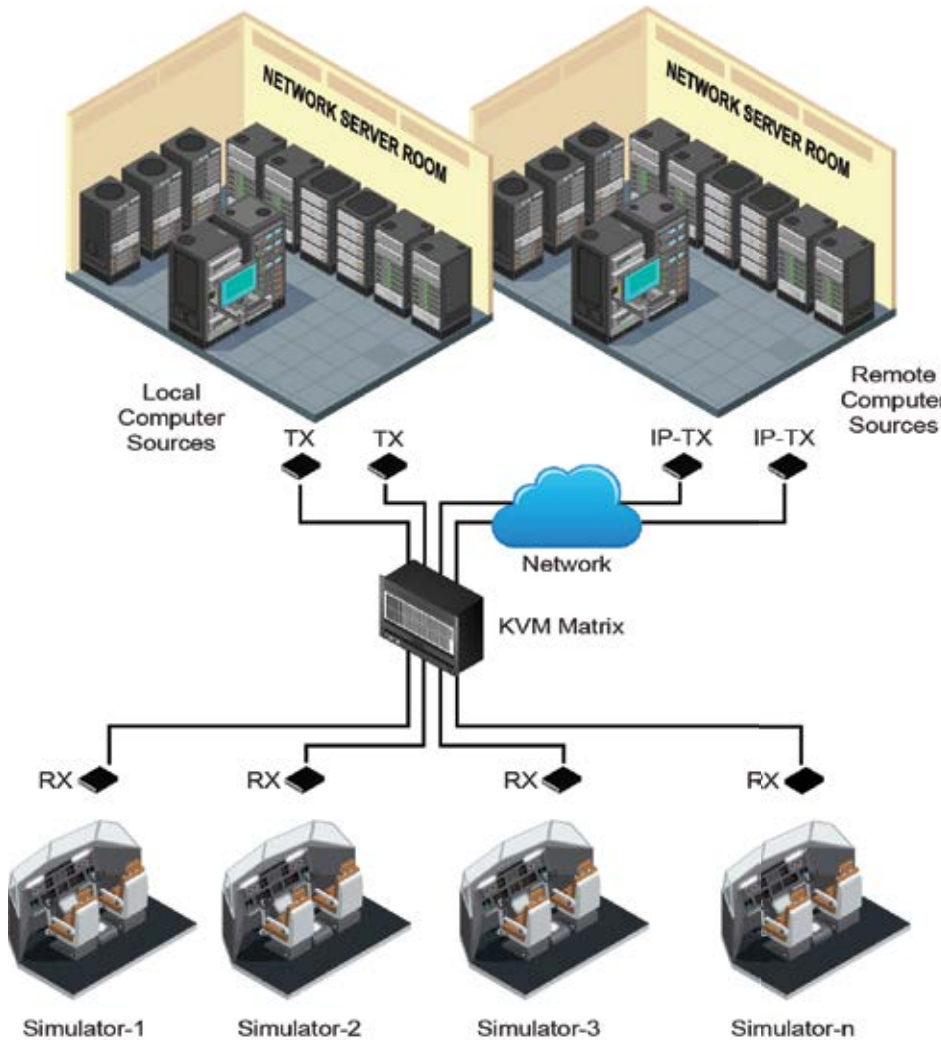 NETWORK SERVER ROOM
NETWORK SERVER ROOM
Local
Computer
Sources
Remote
Computer
Sources
TX
TX
IP-TX
IP-TX
Network
KVM Matrix
RX
RX
RX
RX
Simulator-1
Simulator-2
Simulator-3
Simulator-n